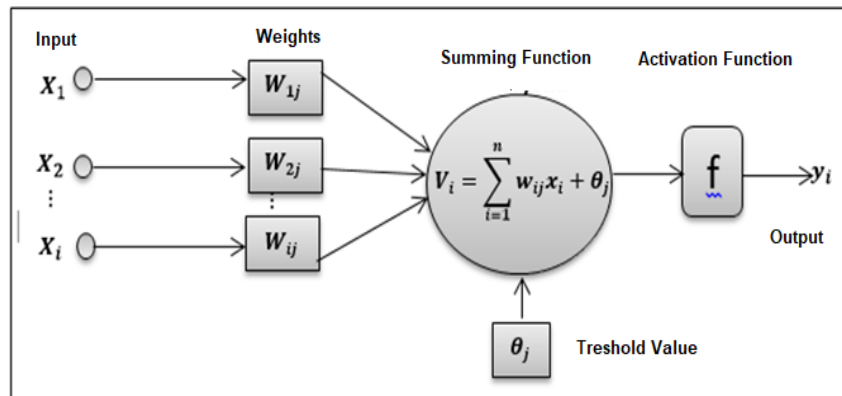 Input
Weights
Summing Function
Activation Function
X₁
W₁ⱼ
X₂
W₂ⱼ
⋮
⋮
Xᵢ
Wᵢⱼ
Vᵢ = ∑ᵢ₌₁ⁿ wᵢⱼxᵢ + θⱼ
f
yᵢ
Output
θⱼ
Treshold Value